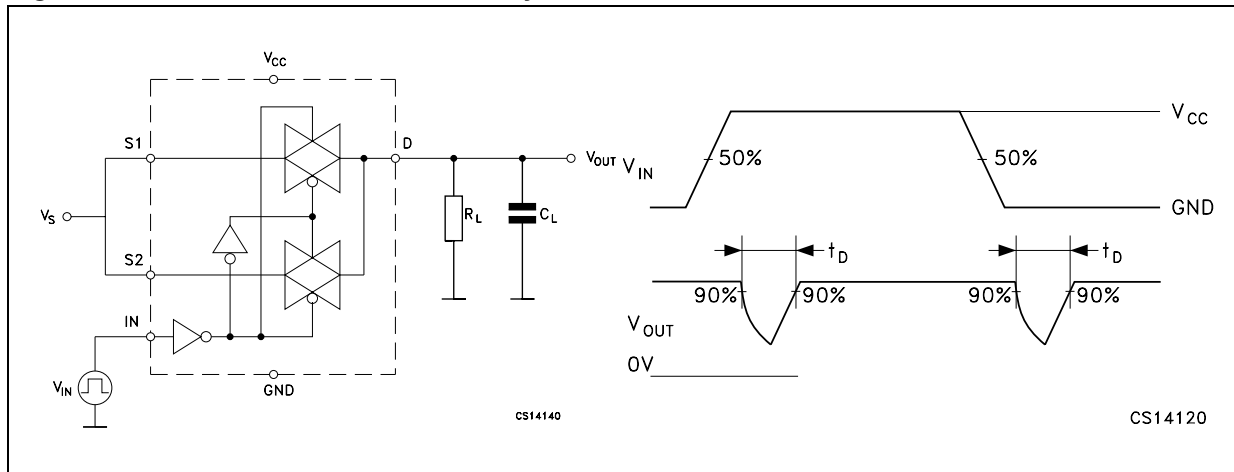 V_CC
S1
D
V_OUT
V_S
R_L
C_L
S2
IN
V_IN
GND
CS14140
V_CC
50%
50%
V_IN
GND
t_D
t_D
90%
90%
90%
90%
V_OUT
0V
CS14120